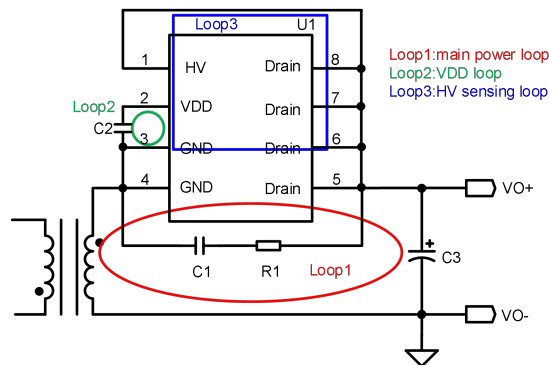 Loop3
U1
1
HV
Drain
8
Loop1:main power loop
Loop2:VDD loop
Loop3:HV sensing loop
Loop2
2
VDD
Drain
7
C2
3
GND
Drain
6
4
GND
Drain
5
VO+
C1
R1
Loop1
+
C3
VO-